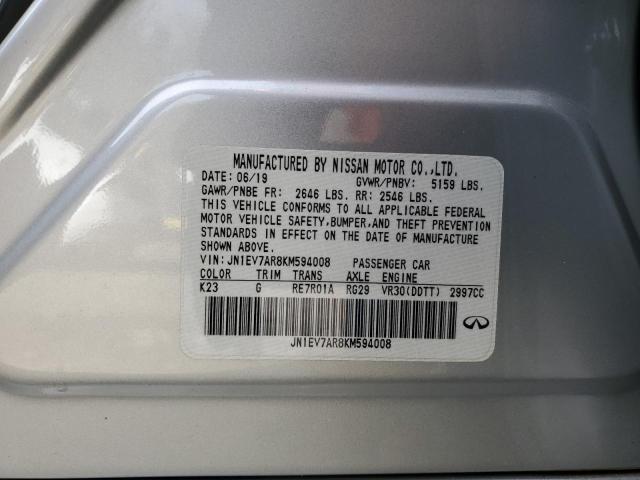 MANUFACTURED BY NISSAN MOTOR CO.,LTD.
DATE: 06/19 GVWR/PNBV: 5159 LBS.
GAWR/PNBE FR: 2646 LBS. RR: 2546 LBS.
THIS VEHICLE CONFORMS TO ALL APPLICABLE FEDERAL
MOTOR VEHICLE SAFETY,BUMPER,AND THEFT PREVENTION
STANDARDS IN EFFECT ON THE DATE OF MANUFACTURE
SHOWN ABOVE.
VIN: JN1EV7AR8KM594008 PASSENGER CAR
COLOR TRIM TRANS AXLE ENGINE
K23 G RE7R01A RG29 VR30(DDTT) 2997CC
JN1EV7AR8KM594008